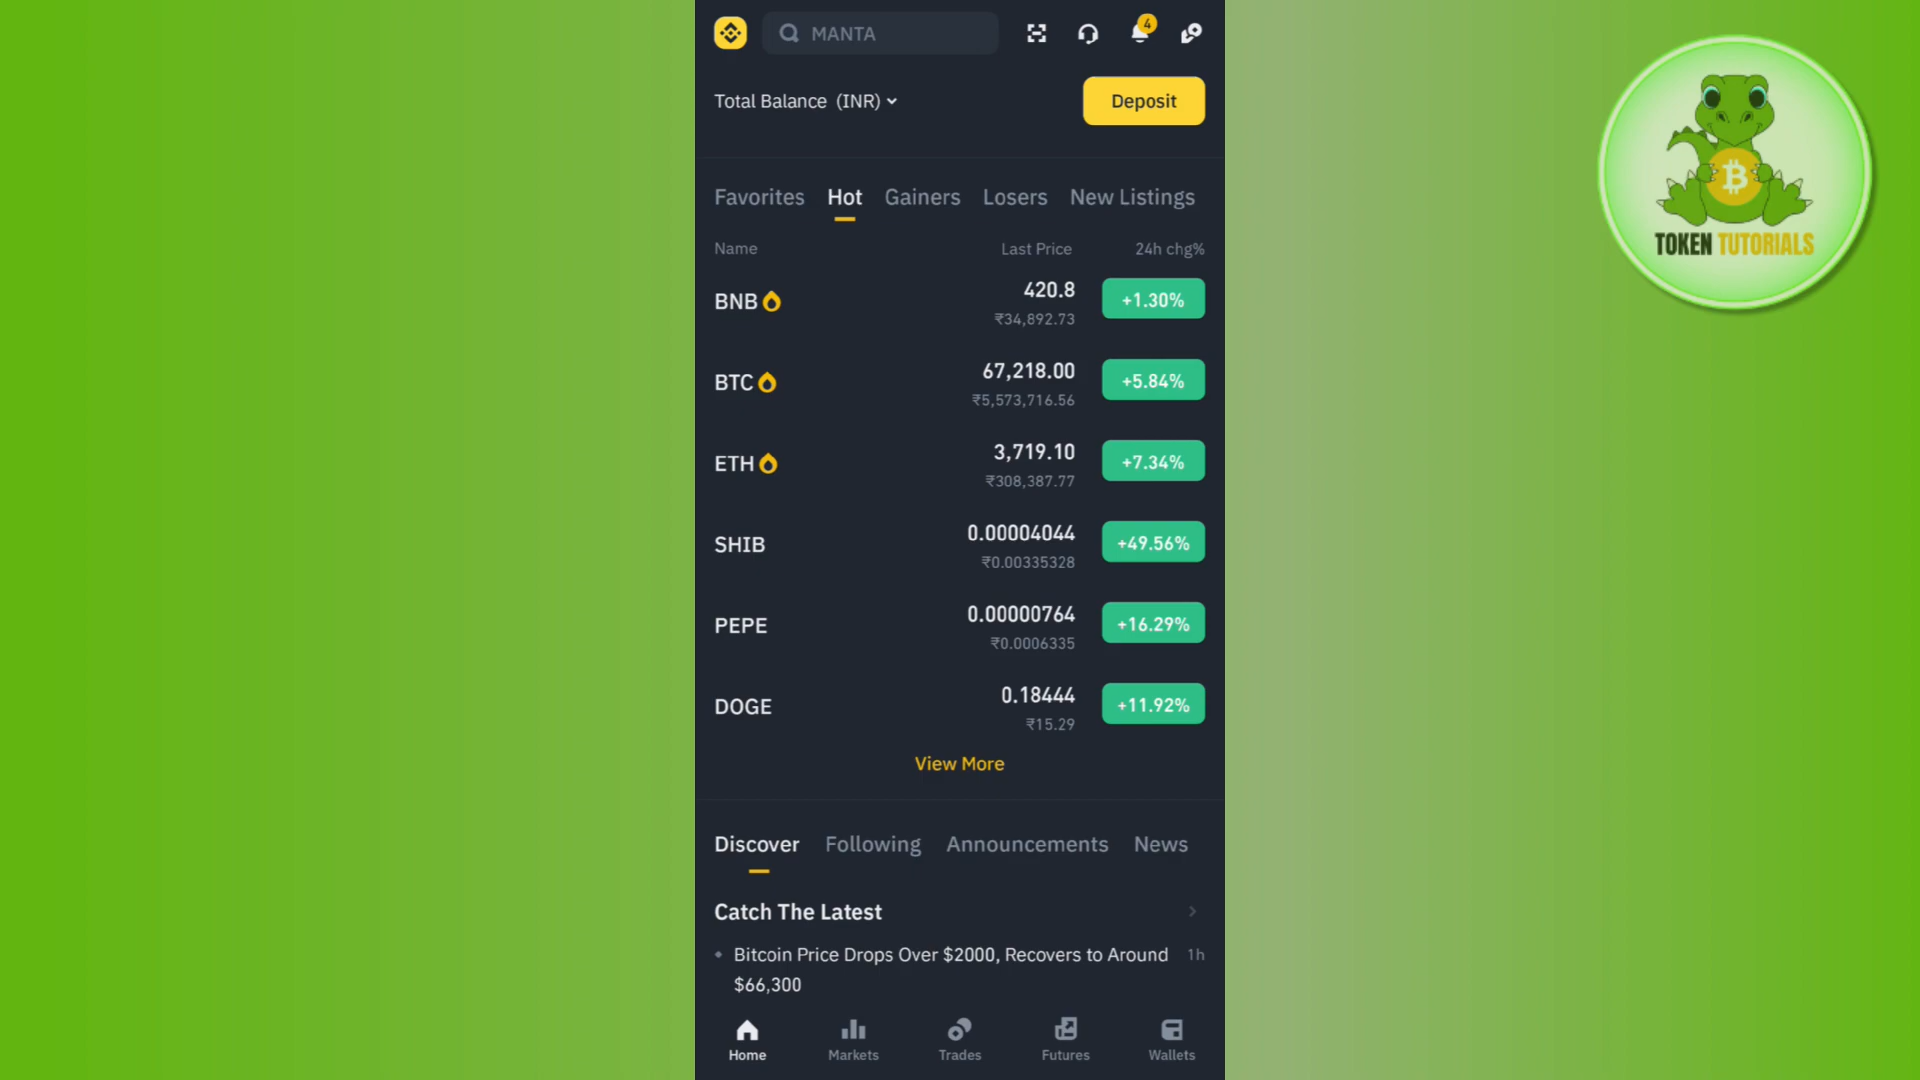 MANTA
4
Total Balance (INR)
Deposit
Favorites Hot Gainers Losers New Listings
Name Last Price 24h chg%
BNB 420.8 +1.30%
₹34,892.73
BTC 67,218.00 +5.84%
₹5,573,716.56
ETH 3,719.10 +7.34%
₹308,387.77
SHIB 0.00004044 +49.56%
₹0.00335328
PEPE 0.00000764 +16.29%
₹0.0006335
DOGE 0.18444 +11.92%
₹15.29
View More
Discover Following Announcements News
Catch The Latest
Bitcoin Price Drops Over $2000, Recovers to Around 1h
$66,300
Home Markets Trades Futures Wallets
TOKEN TUTORIALS